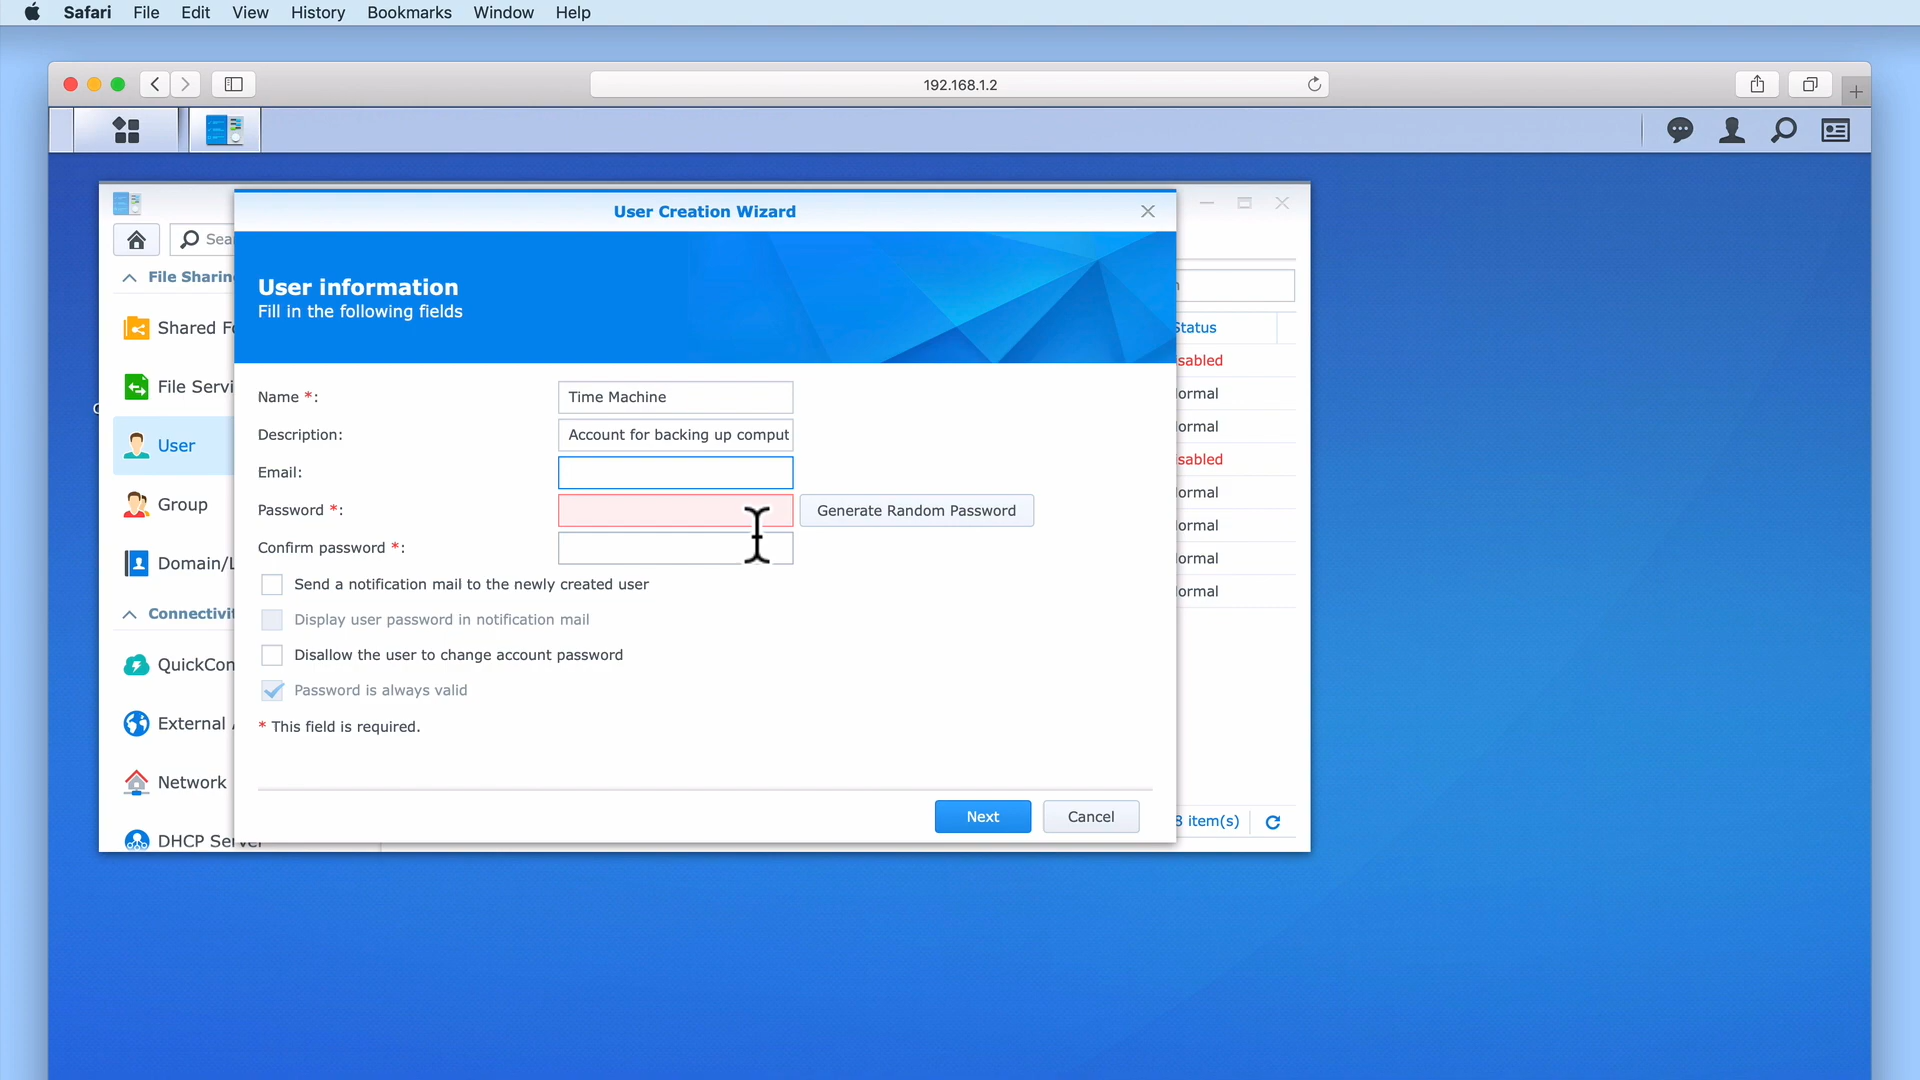 Safari File Edit View History Bookmarks Window Help
192.168.1.2
User Creation Wizard
Sea
File Sharin
User information
Fill in the following fields
Shared Fo
Status
sabled
File Servi
Name *:
Time Machine
ormal
Description:
Account for backing up comput
ormal
User
Email:
sabled
Group
Password *:
Generate Random Password
ormal
ormal
Confirm password *:
ormal
Domain/L
Send a notification mail to the newly created user
ormal
Connectivit
Display user password in notification mail
QuickCon
Disallow the user to change account password
Password is always valid
External
* This field is required.
Network
Next
Cancel
8 item(s)
DHCP Server